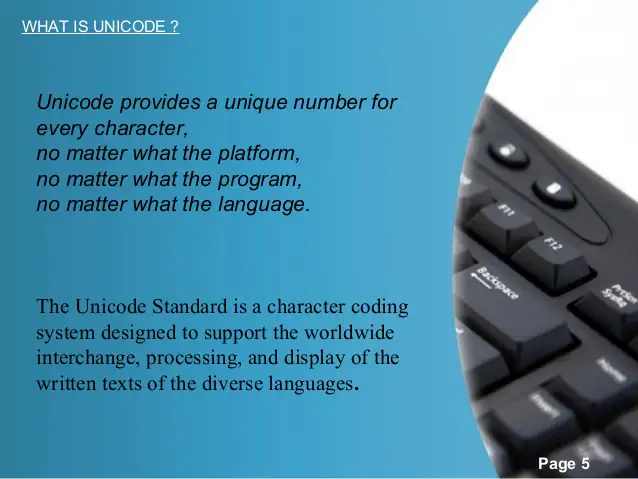 WHAT IS UNICODE ?
Unicode provides a unique number for
every character,
no matter what the platform,
no matter what the program,
no matter what the language.
The Unicode Standard is a character coding
system designed to support the worldwide
interchange, processing, and display of the
written texts of the diverse languages.
F11
F12
Backspace
PrtScn
SysRq
Home
Insert
Page 5